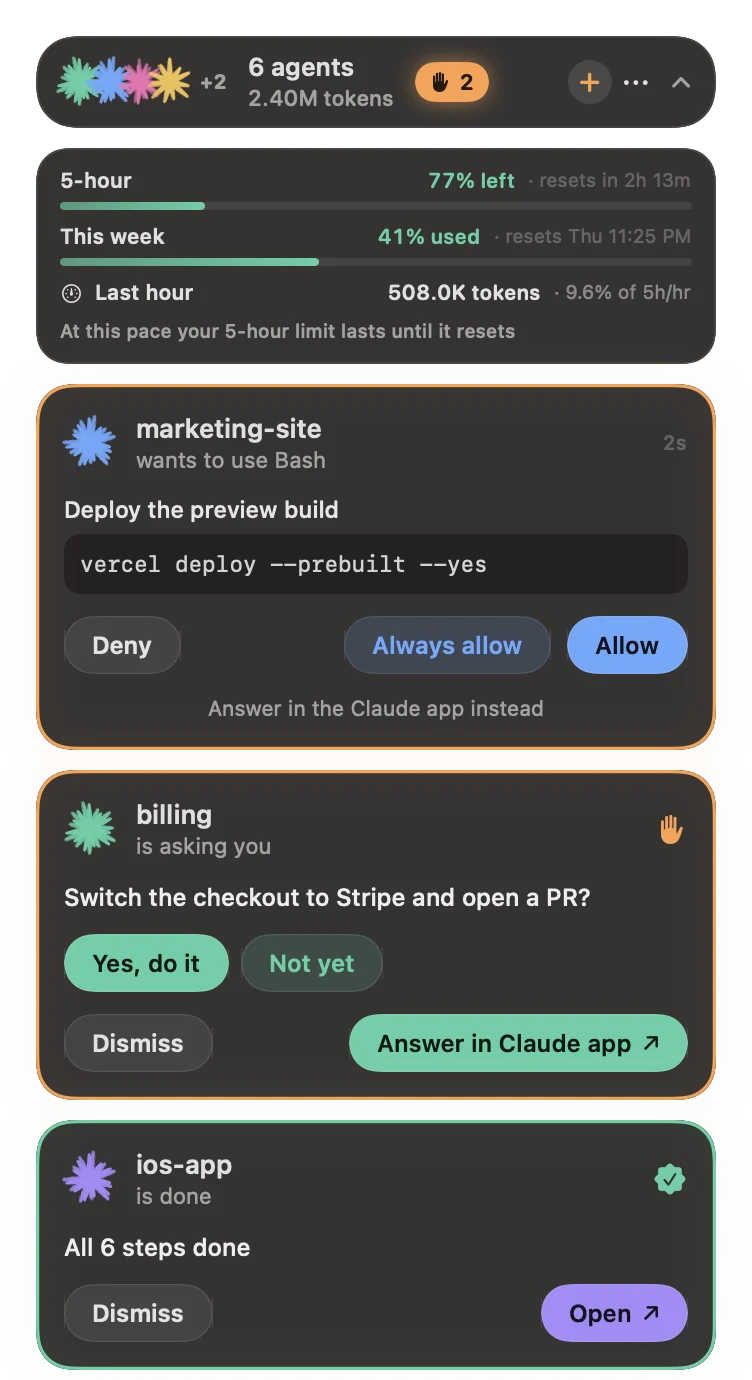 +2
6 agents
2.40M tokens
2
5-hour
77% left · resets in 2h 13m
This week
41% used · resets Thu 11:25 PM
Last hour
508.0K tokens · 9.6% of 5h/hr
At this pace your 5-hour limit lasts until it resets
marketing-site
wants to use Bash
2s
Deploy the preview build
vercel deploy --prebuilt --yes
Deny
Always allow
Allow
Answer in the Claude app instead
billing
is asking you
Switch the checkout to Stripe and open a PR?
Yes, do it
Not yet
Dismiss
Answer in Claude app ↗
ios-app
is done
All 6 steps done
Dismiss
Open ↗